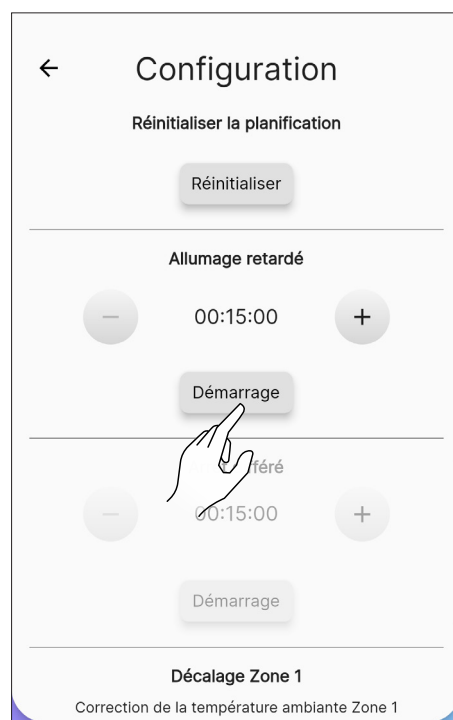 Configuration
Réinitialiser la planification
Réinitialiser
Allumage retardé
00:15:00
Démarrage
00:15:00
Démarrage
Décalage Zone 1
Correction de la température ambiante Zone 1